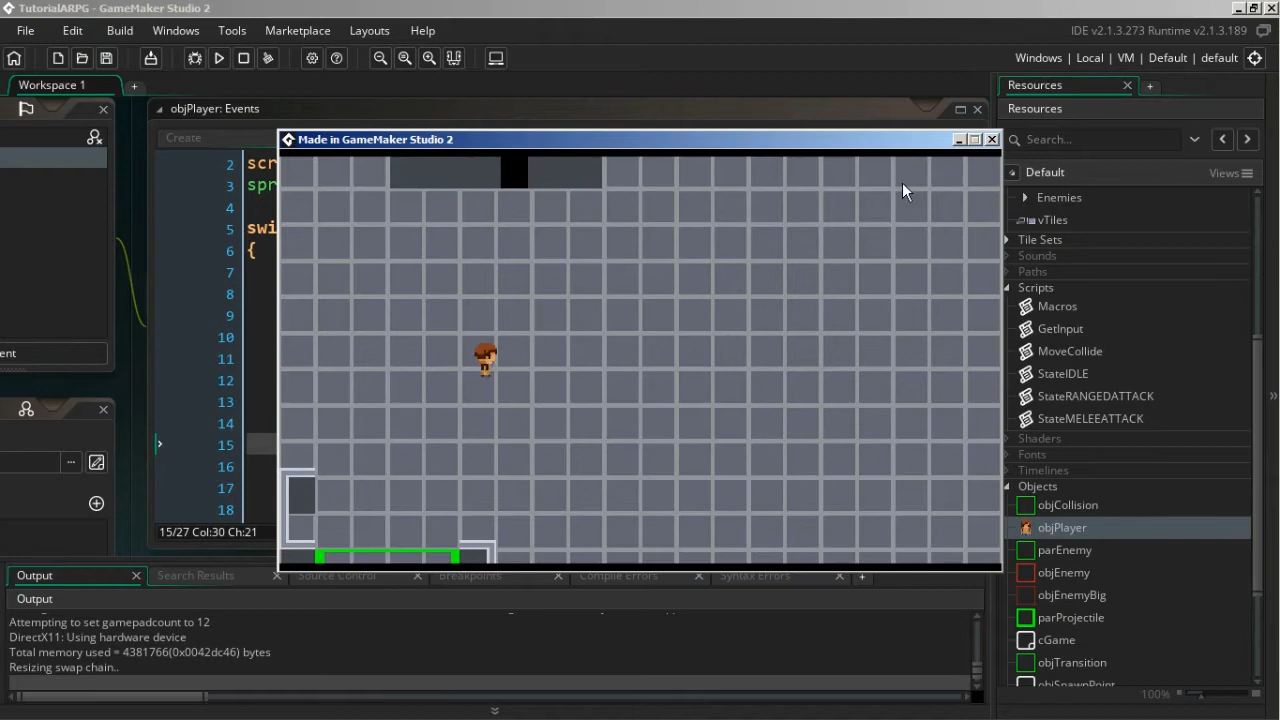 TutorialARPG - GameMaker Studio 2
File Edit Build Windows Tools Marketplace Layouts Help
IDE v2.1.3.273 Runtime v2.1.3.189
Windows | Local | VM | Default | default
Workspace 1
objPlayer: Events
Create
Made in GameMaker Studio 2
2 scr
3 spr
4
5 swi
6 {
7
8
9
10
11
12
13
14
15
16
17
18
15/27 Col:30 Ch:21
ent
Resources
Resources
Search...
Default
Views
Enemies
vTiles
Tile Sets
Sounds
Paths
Scripts
Macros
GetInput
MoveCollide
StateIDLE
StateRANGEDATTACK
StateMELEEATTACK
Shaders
Fonts
Timelines
Objects
objCollision
objPlayer
parEnemy
objEnemy
objEnemyBig
parProjectile
cGame
objTransition
objSpawnPoint
100%
Output Search Results Source Control Breakpoints Compile Errors Syntax Errors
Output
Attempting to set gamepadcount to 12
DirectX11: Using hardware device
Total memory used = 4381766(0x0042dc46) bytes
Resizing swap chain..